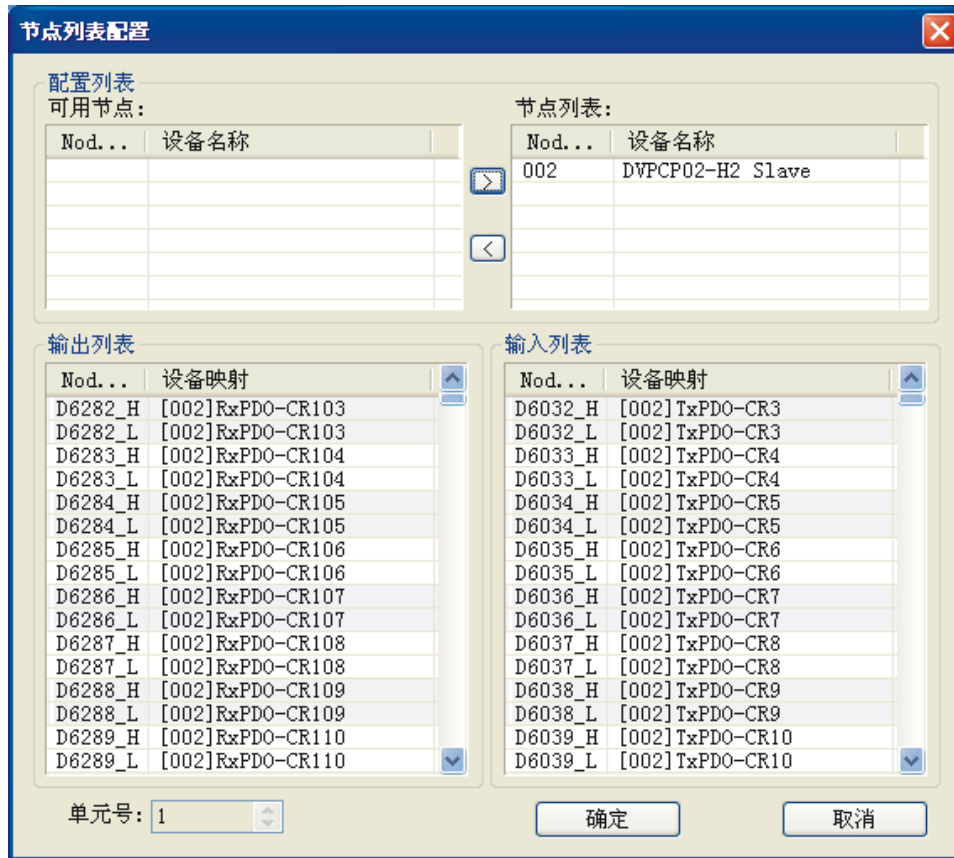 节点列表配置
配置列表
可用节点:
Nod... 设备名称
节点列表:
Nod... 设备名称
002 DVPCP02-H2 Slave
>
<
输出列表
Nod... 设备映射
D6282_H [002]RxPDO-CR103
D6282_L [002]RxPDO-CR103
D6283_H [002]RxPDO-CR104
D6283_L [002]RxPDO-CR104
D6284_H [002]RxPDO-CR105
D6284_L [002]RxPDO-CR105
D6285_H [002]RxPDO-CR106
D6285_L [002]RxPDO-CR106
D6286_H [002]RxPDO-CR107
D6286_L [002]RxPDO-CR107
D6287_H [002]RxPDO-CR108
D6287_L [002]RxPDO-CR108
D6288_H [002]RxPDO-CR109
D6288_L [002]RxPDO-CR109
D6289_H [002]RxPDO-CR110
D6289_L [002]RxPDO-CR110
输入列表
Nod... 设备映射
D6032_H [002]TxPDO-CR3
D6032_L [002]TxPDO-CR3
D6033_H [002]TxPDO-CR4
D6033_L [002]TxPDO-CR4
D6034_H [002]TxPDO-CR5
D6034_L [002]TxPDO-CR5
D6035_H [002]TxPDO-CR6
D6035_L [002]TxPDO-CR6
D6036_H [002]TxPDO-CR7
D6036_L [002]TxPDO-CR7
D6037_H [002]TxPDO-CR8
D6037_L [002]TxPDO-CR8
D6038_H [002]TxPDO-CR9
D6038_L [002]TxPDO-CR9
D6039_H [002]TxPDO-CR10
D6039_L [002]TxPDO-CR10
单元号: 1
确定
取消